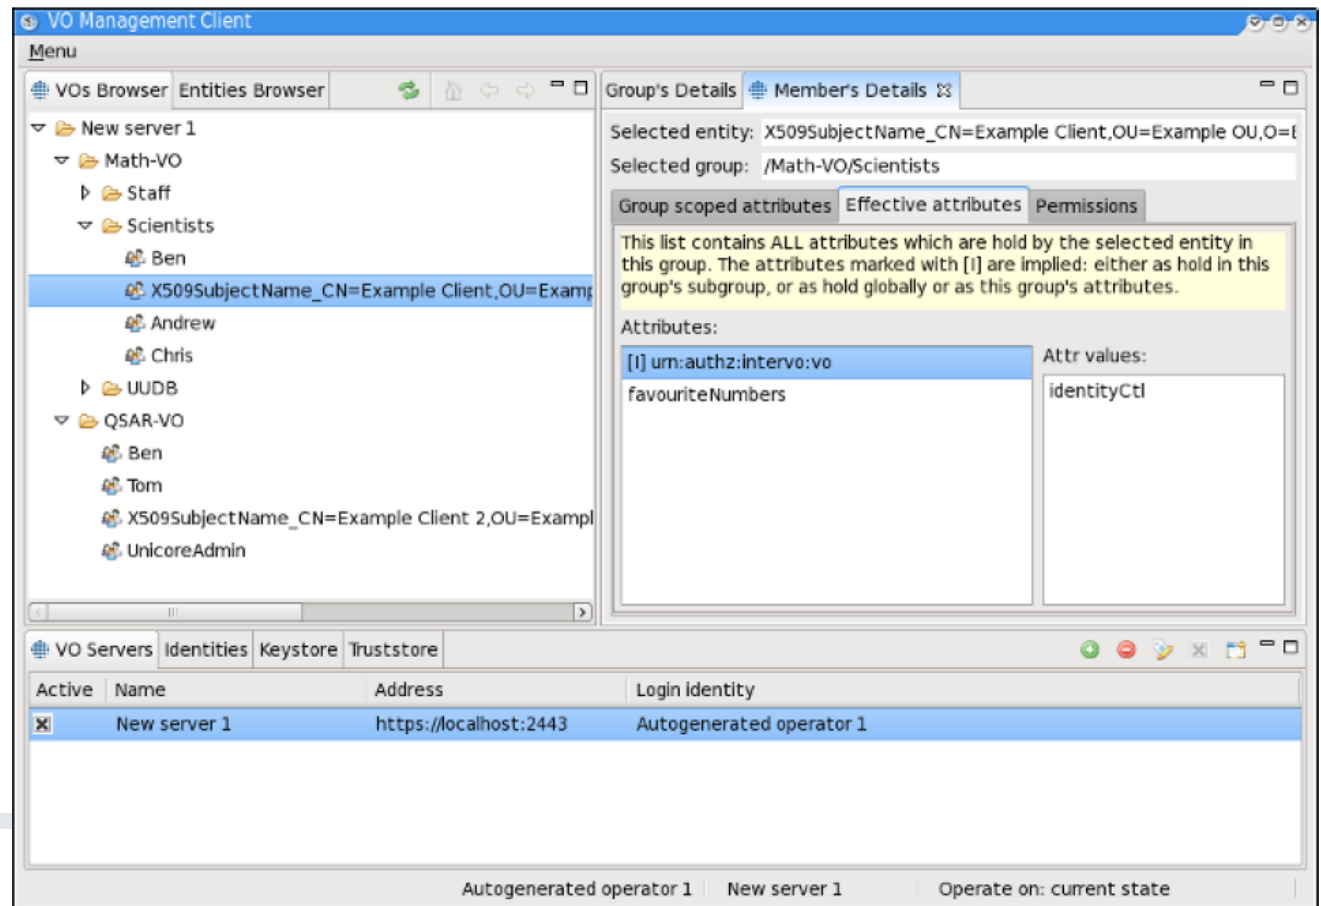 VO Management Client
Menu
VOs Browser Entities Browser
New server 1
Math-VO
Staff
Scientists
Ben
X509SubjectName_CN=Example Client,OU=Examp
Andrew
Chris
UUDB
QSAR-VO
Ben
Tom
X509SubjectName_CN=Example Client 2,OU=Exampl
UnicoreAdmin
Group's Details Member's Details
Selected entity: X509SubjectName_CN=Example Client,OU=Example OU,O=E
Selected group: /Math-VO/Scientists
Group scoped attributes Effective attributes Permissions
This list contains ALL attributes which are hold by the selected entity in
this group. The attributes marked with [I] are implied: either as hold in this
group's subgroup, or as hold globally or as this group's attributes.
Attributes:
[I] urn:authz:intervo:vo
favouriteNumbers
Attr values:
identityCtl
VO Servers Identities Keystore Truststore
Active Name Address Login identity
New server 1 https://localhost:2443 Autogenerated operator 1
Autogenerated operator 1 New server 1 Operate on: current state